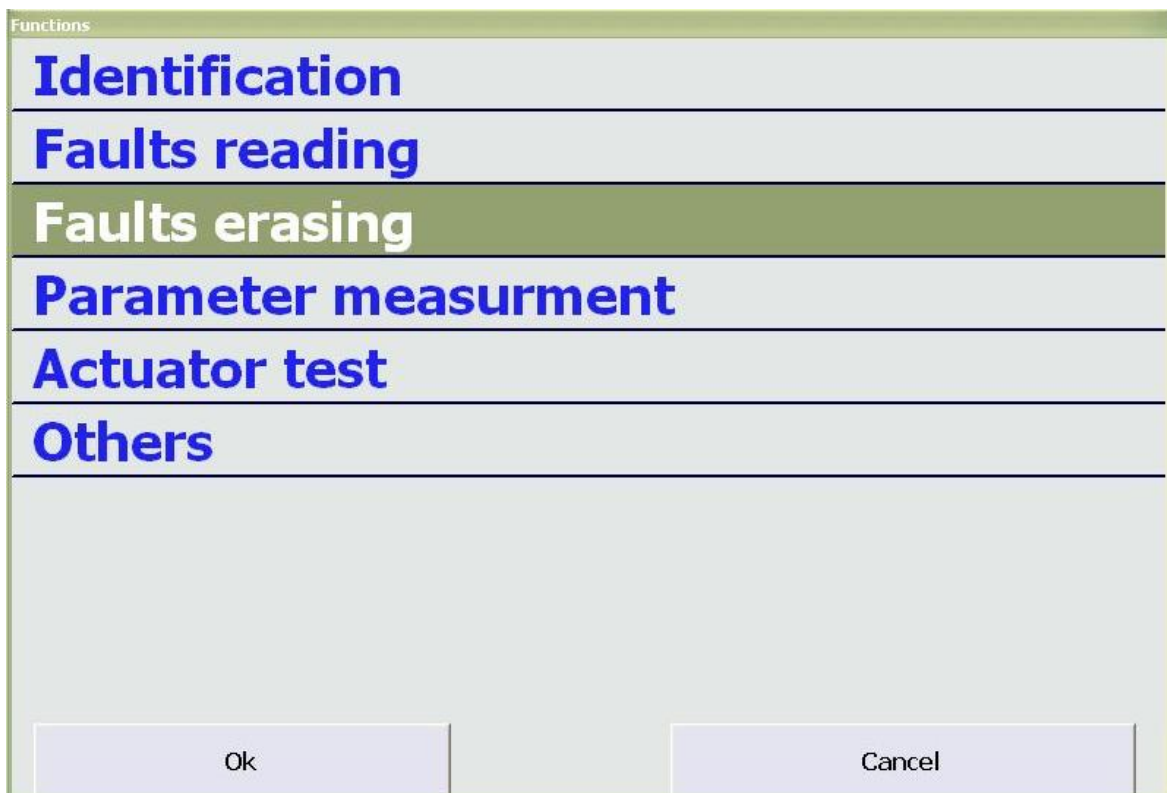 Functions
Identification
Faults reading
Faults erasing
Parameter measurment
Actuator test
Others
Ok
Cancel